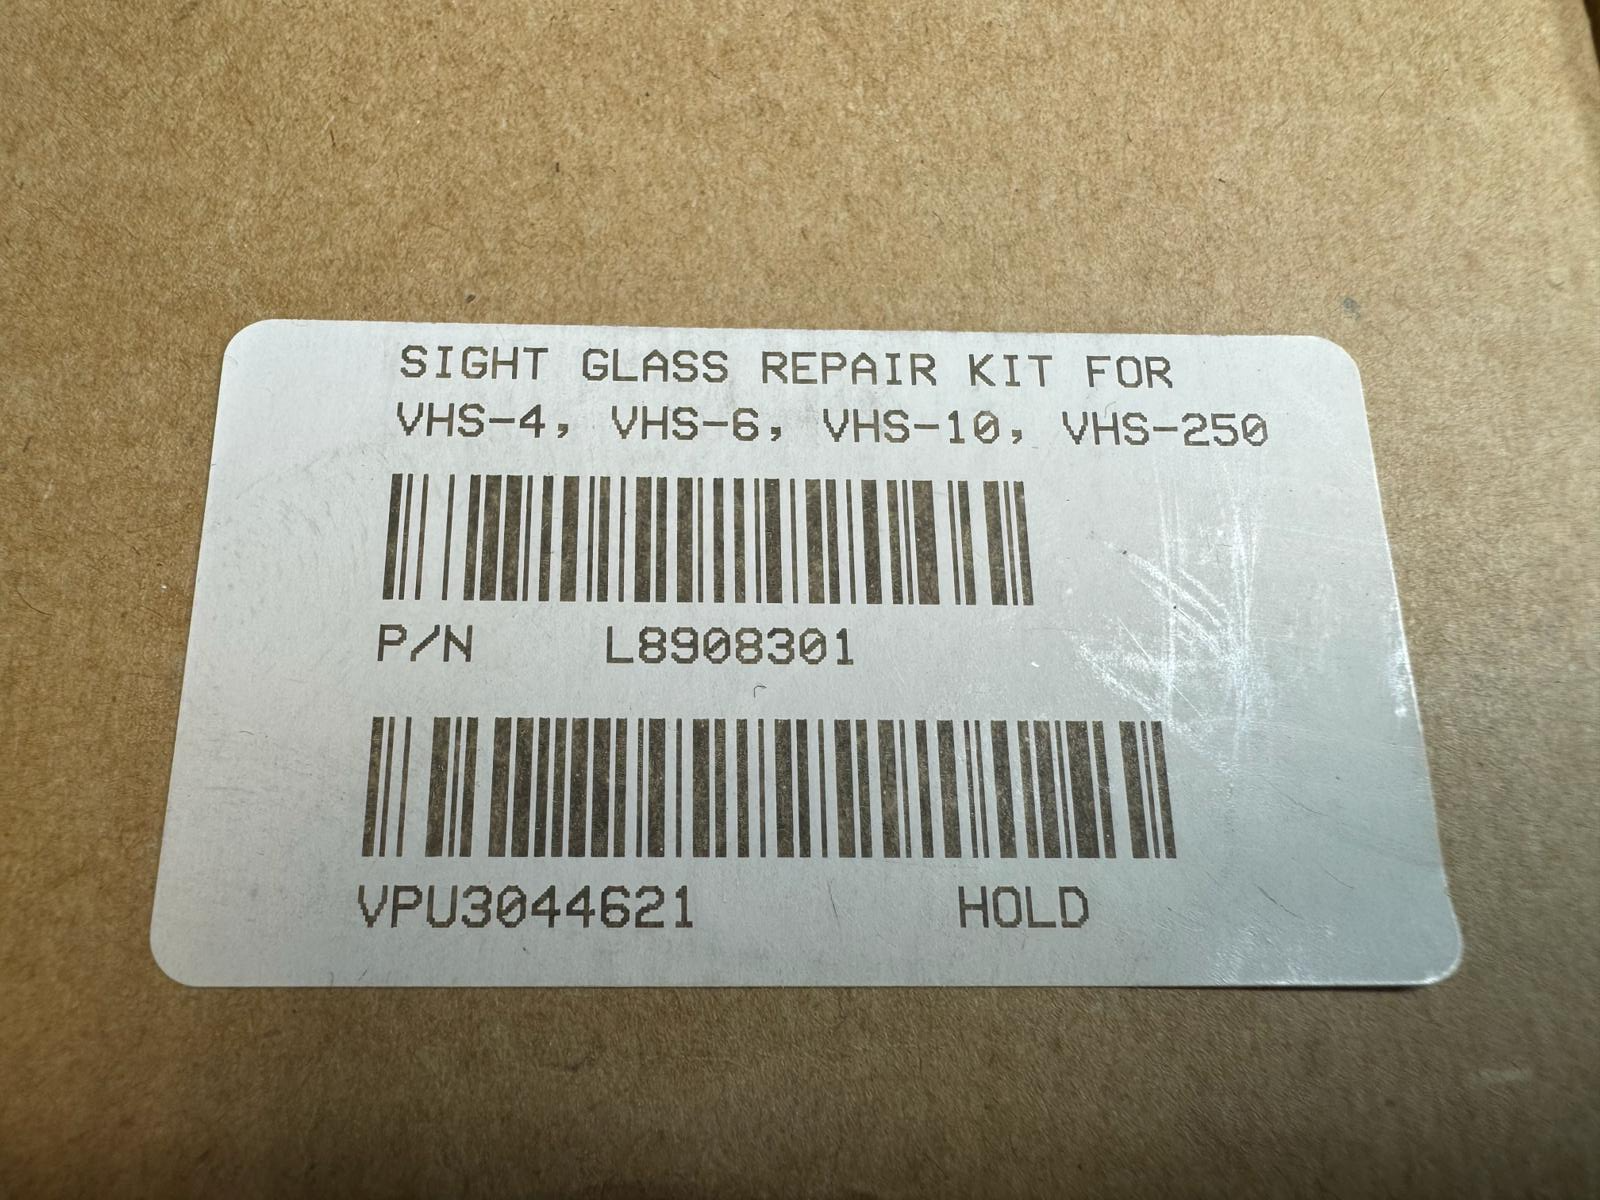 SIGHT GLASS REPAIR KIT FOR
VHS-4, VHS-6, VHS-10, VHS-250
P/N L8908301
VPU3044621 HOLD